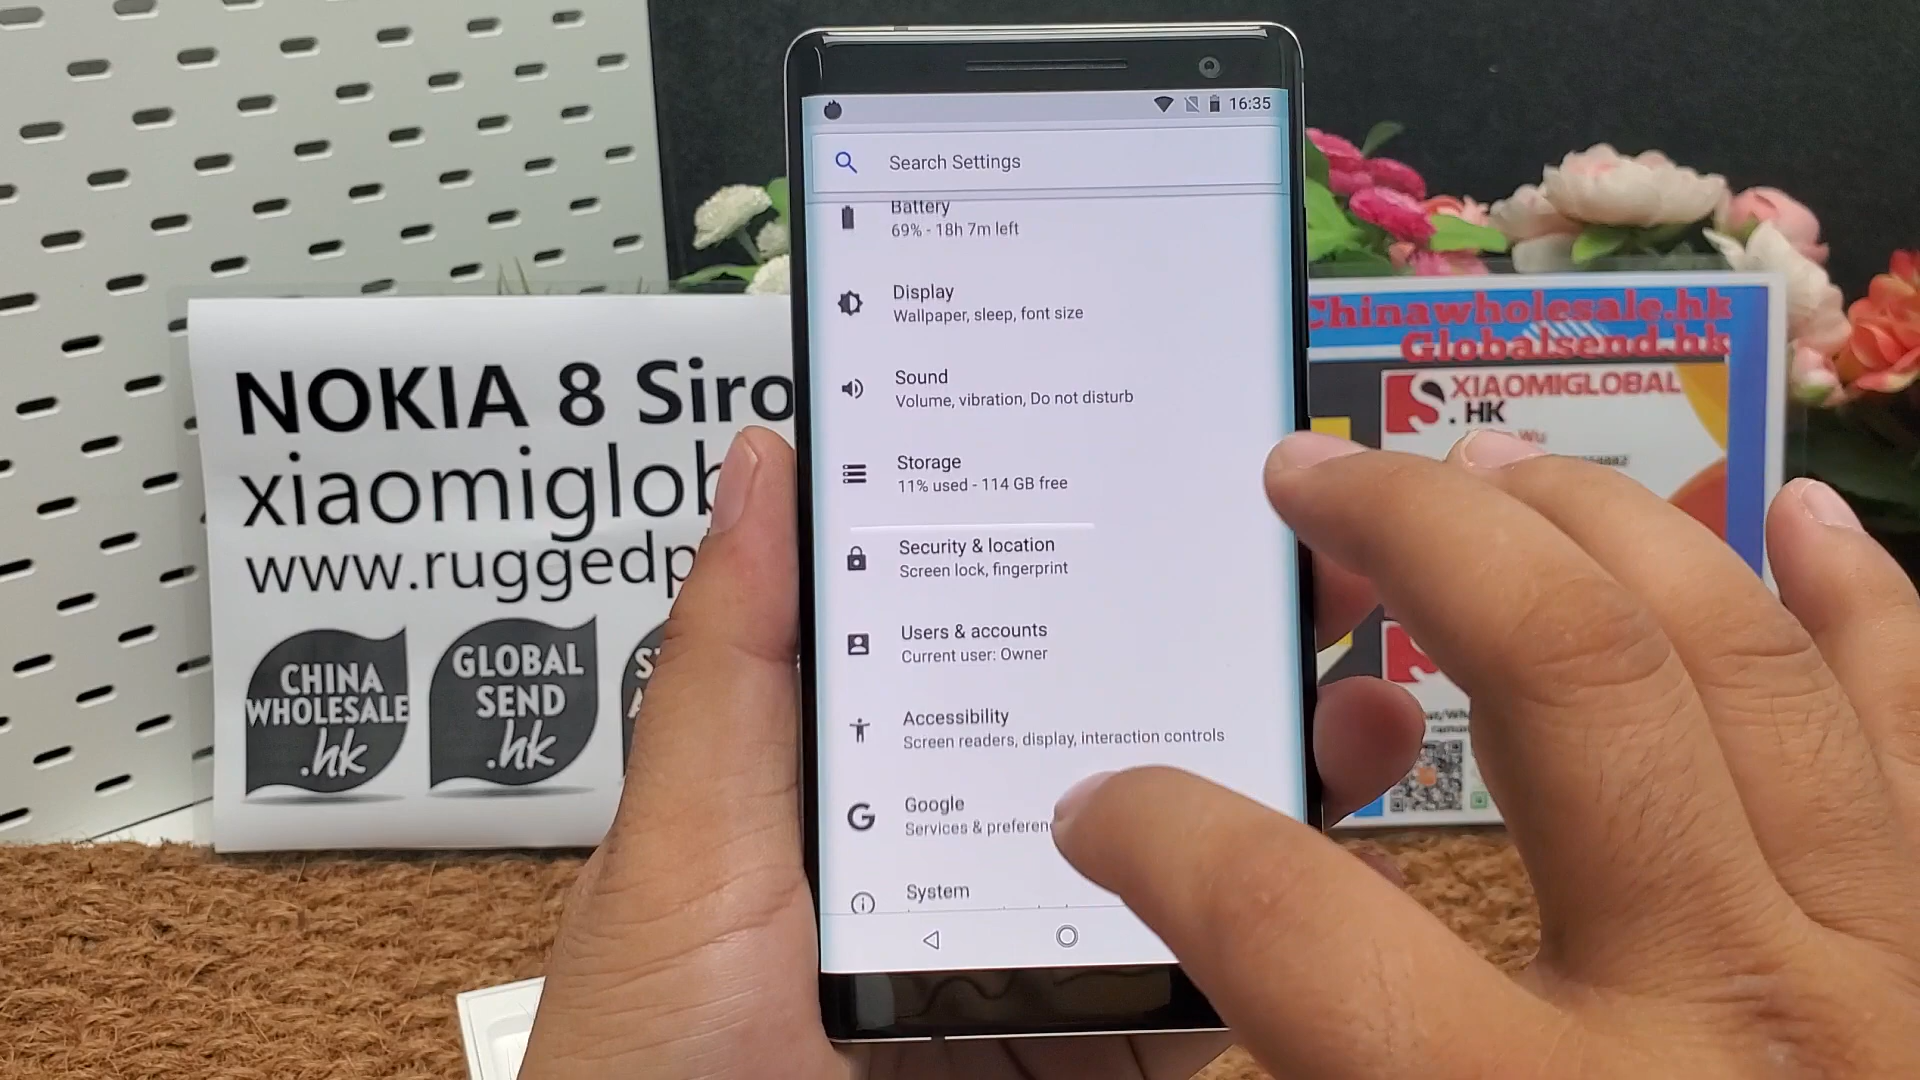 16:35
Search Settings
Battery
69% - 18h 7m left
Display
Wallpaper, sleep, font size
Sound
Volume, vibration, Do not disturb
Storage
11% used - 114 GB free
Security & location
Screen lock, fingerprint
Users & accounts
Current user: Owner
Accessibility
Screen readers, display, interaction controls
Google
Services & preferen
System
NOKIA 8 Siro
xiaomiglob
www.ruggedp
CHINA
WHOLESALE
.hk
GLOBAL
SEND
.hk
Chinawholesale.hk
Globalsend.hk
XIAOMIGLOBAL
.HK
Wu